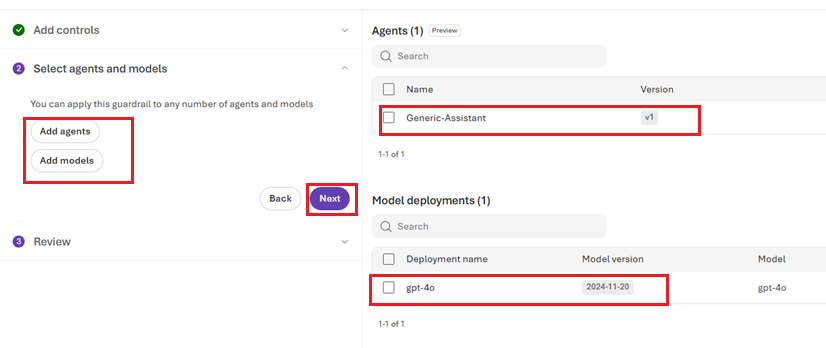 Add controls
2 Select agents and models
You can apply this guardrail to any number of agents and models
Add agents
Add models
Back Next
3 Review
Agents (1) Preview
Search
Name Version
Generic-Assistant v1
1-1 of 1
Model deployments (1)
Search
Deployment name Model version Model
gpt-4o 2024-11-20 gpt-4o
1-1 of 1